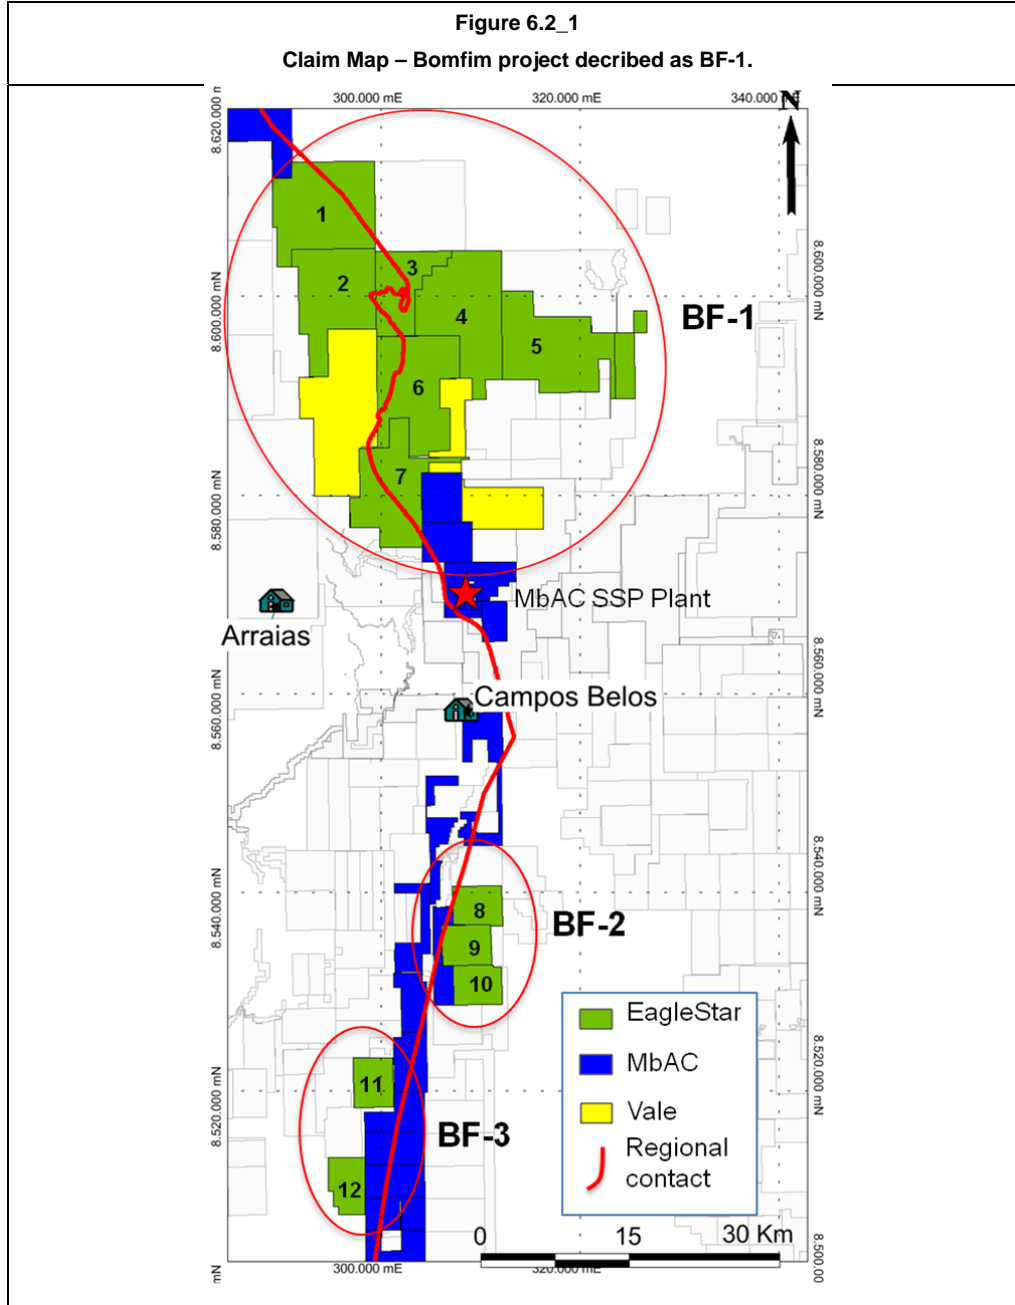 Figure 6.2_1
Claim Map – Bomfim project decribed as BF-1.
300.000 mE
320.000 mE
340.000 mE
N
8.620.000 n
1
2
3
4
5
6
7
BF-1
8.600.000 mN
8.600.000 mN
8.580.000 mN
8.580.000 mN
MbAC SSP Plant
Arraias
Campos Belos
8.560.000 mN
8.560.000 mN
8.540.000 mN
8.540.000 mN
8
9
10
BF-2
EagleStar
MbAC
Vale
Regional
contact
11
12
BF-3
8.520.000 mN
8.520.000 mN
0 15 30 Km
mN
300.000 mE
320.000 mE
8.500.00